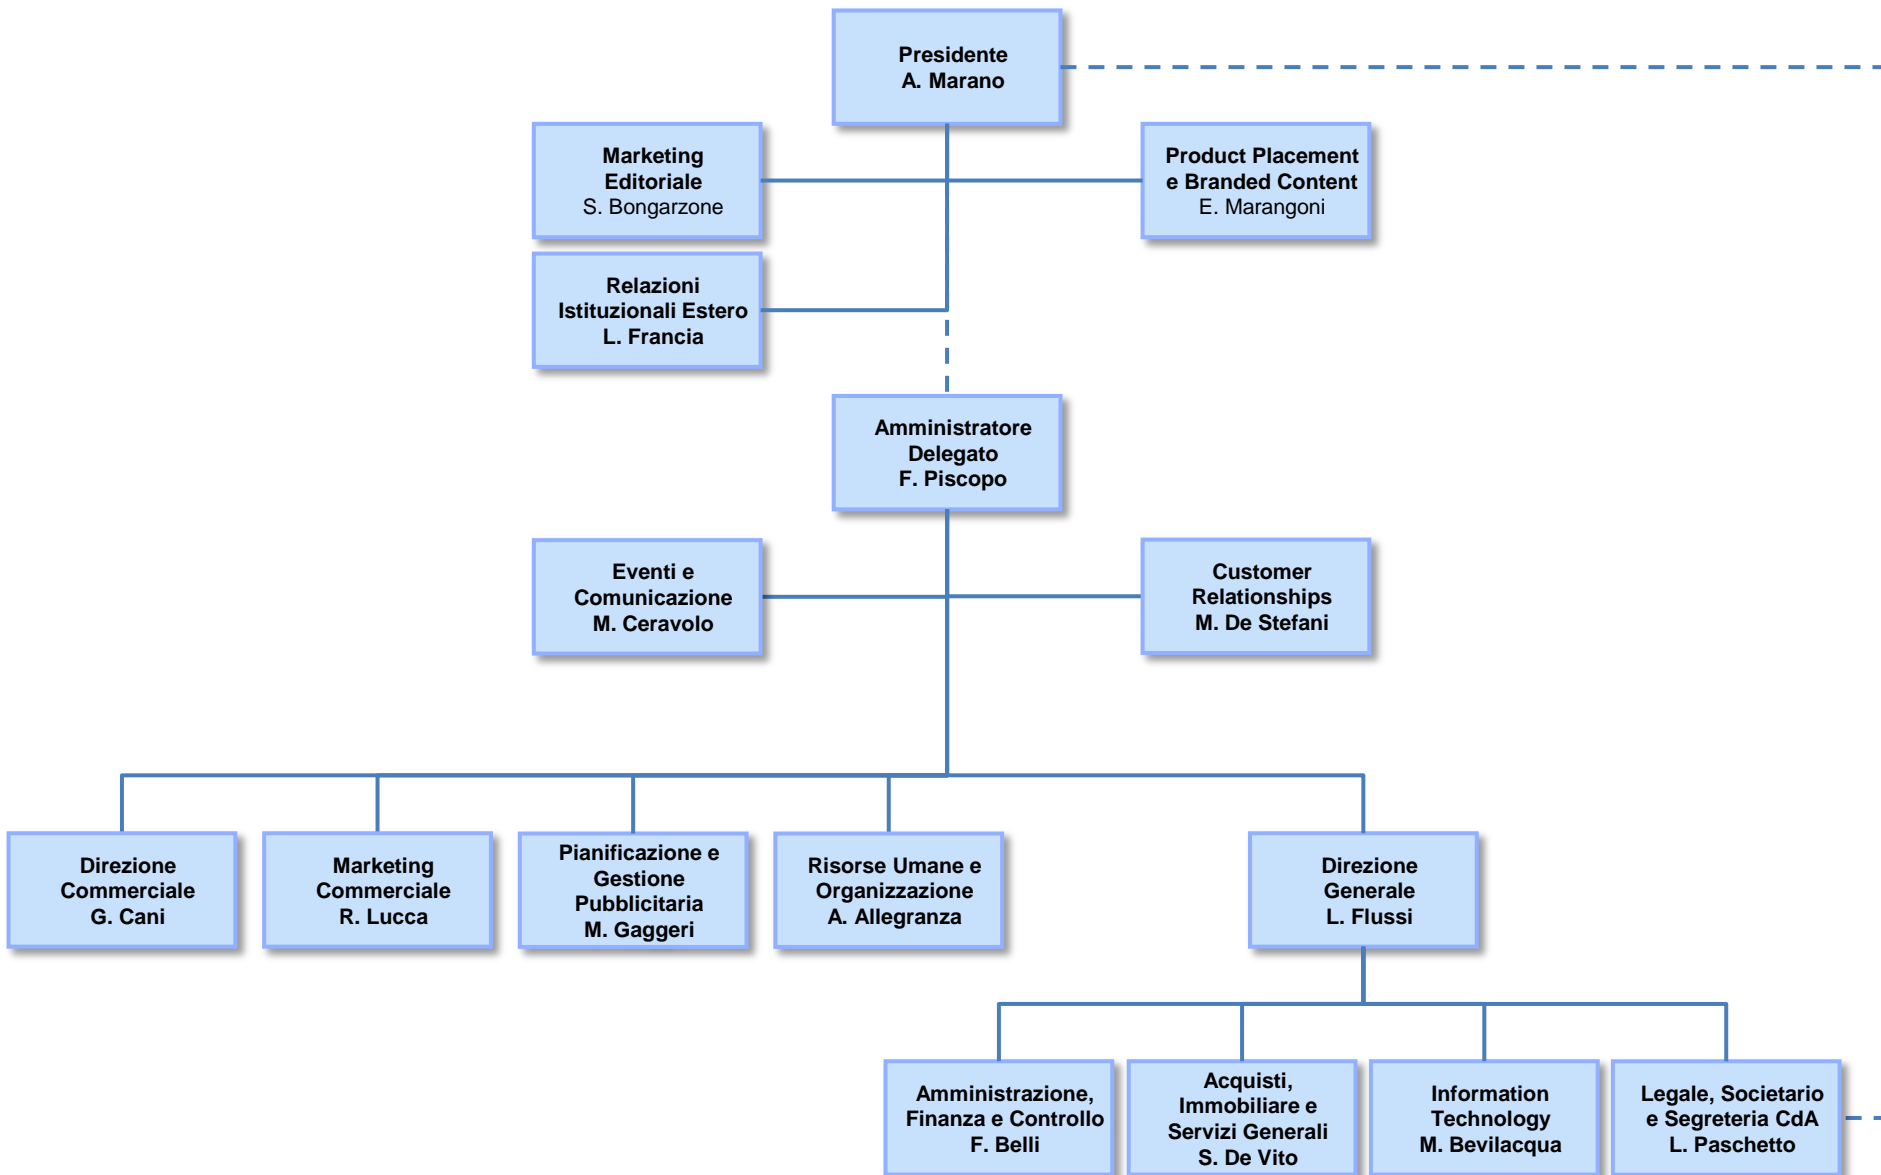 Presidente
A. Marano
Marketing
Editoriale
S. Bongarzone
Product Placement
e Branded Content
E. Marangoni
Relazioni
Istituzionali Estero
L. Francia
Amministratore
Delegato
F. Piscopo
Eventi e
Comunicazione
M. Ceravolo
Customer
Relationships
M. De Stefani
Direzione
Commerciale
G. Cani
Marketing
Commerciale
R. Lucca
Pianificazione e
Gestione
Pubblicitaria
M. Gaggeri
Risorse Umane e
Organizzazione
A. Allegranza
Direzione
Generale
L. Flussi
Amministrazione,
Finanza e Controllo
F. Belli
Acquisti,
Immobiliare e
Servizi Generali
S. De Vito
Information
Technology
M. Bevilacqua
Legale, Societario
e Segreteria CdA
L. Paschetto